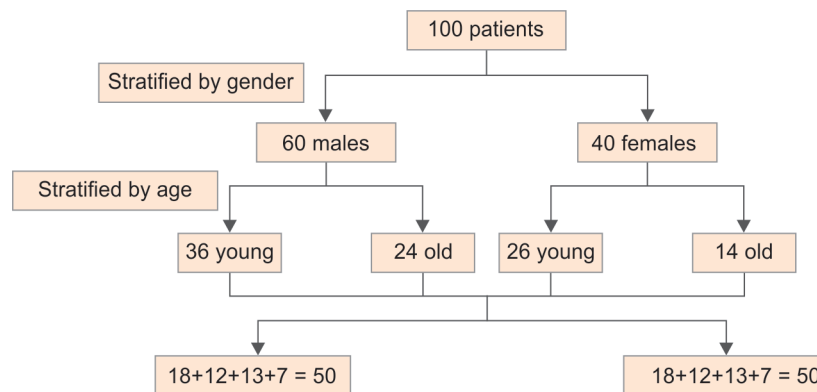 100 patients
Stratified by gender
60 males
40 females
Stratified by age
36 young
24 old
26 young
14 old
18+12+13+7 = 50
18+12+13+7 = 50